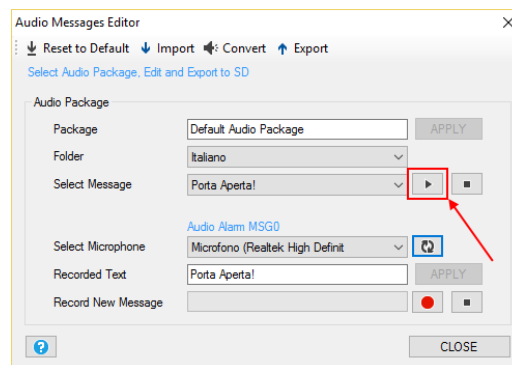 Audio Messages Editor
Reset to Default Import Convert Export
Select Audio Package, Edit and Export to SD
Audio Package
Package Default Audio Package APPLY
Folder Italiano
Select Message Porta Aperta!
Audio Alarm MSG0
Select Microphone Microfono (Realtek High Definit
Recorded Text Porta Aperta! APPLY
Record New Message
? CLOSE